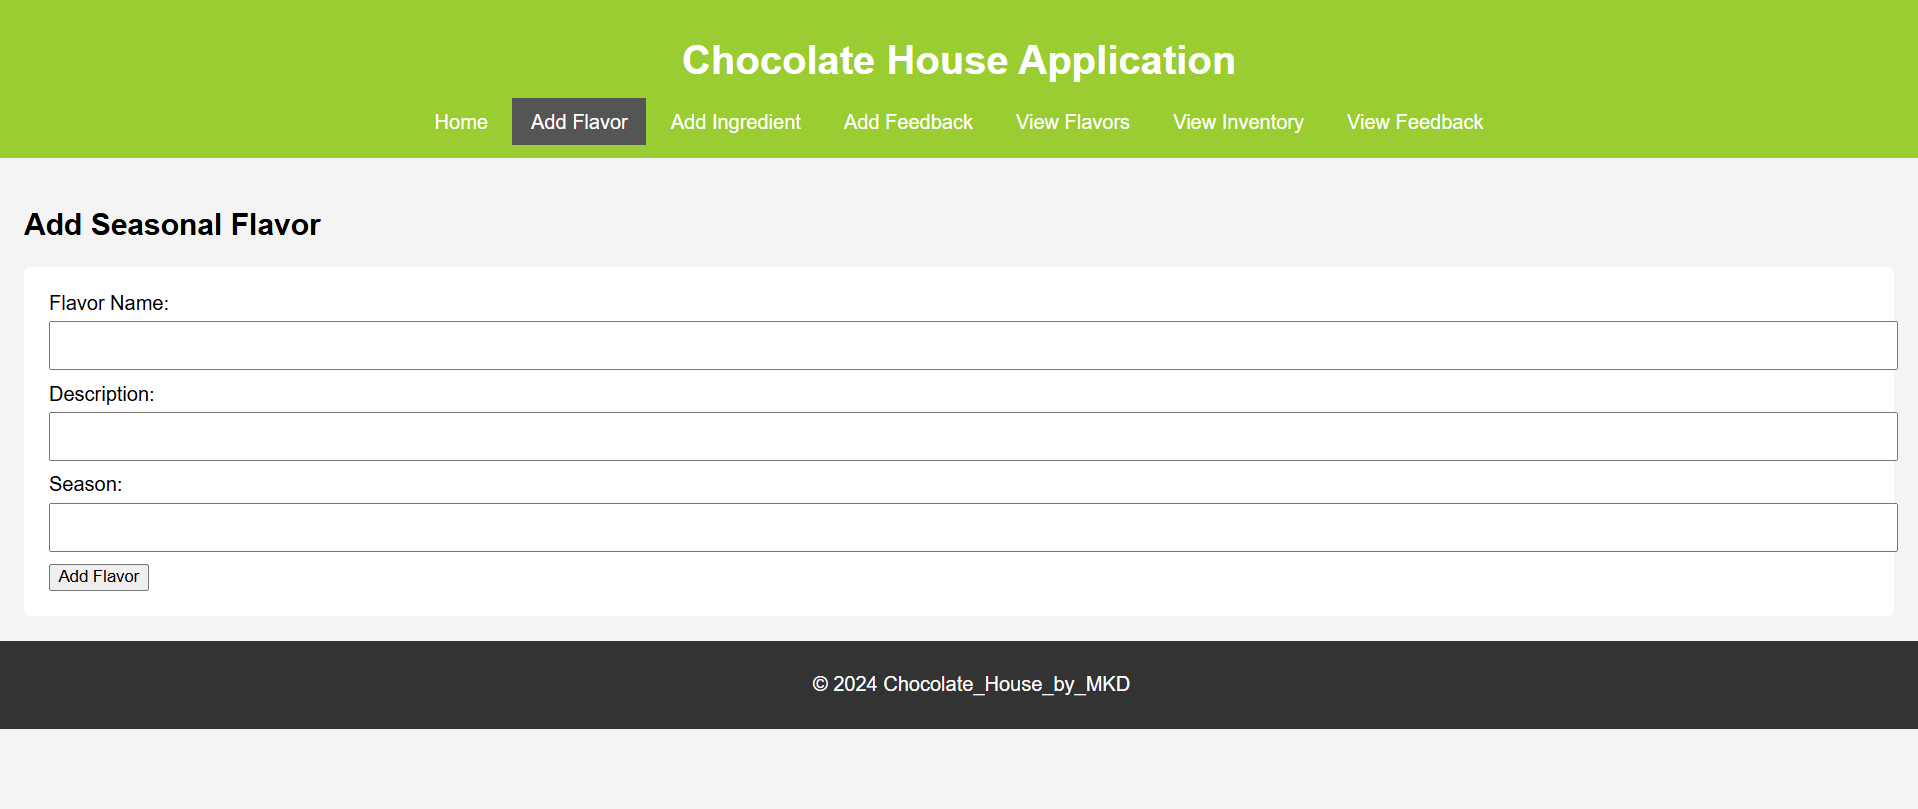 Chocolate House Application
Home Add Flavor Add Ingredient Add Feedback View Flavors View Inventory View Feedback
Add Seasonal Flavor
Flavor Name:
Description:
Season:
Add Flavor
© 2024 Chocolate_House_by_MKD